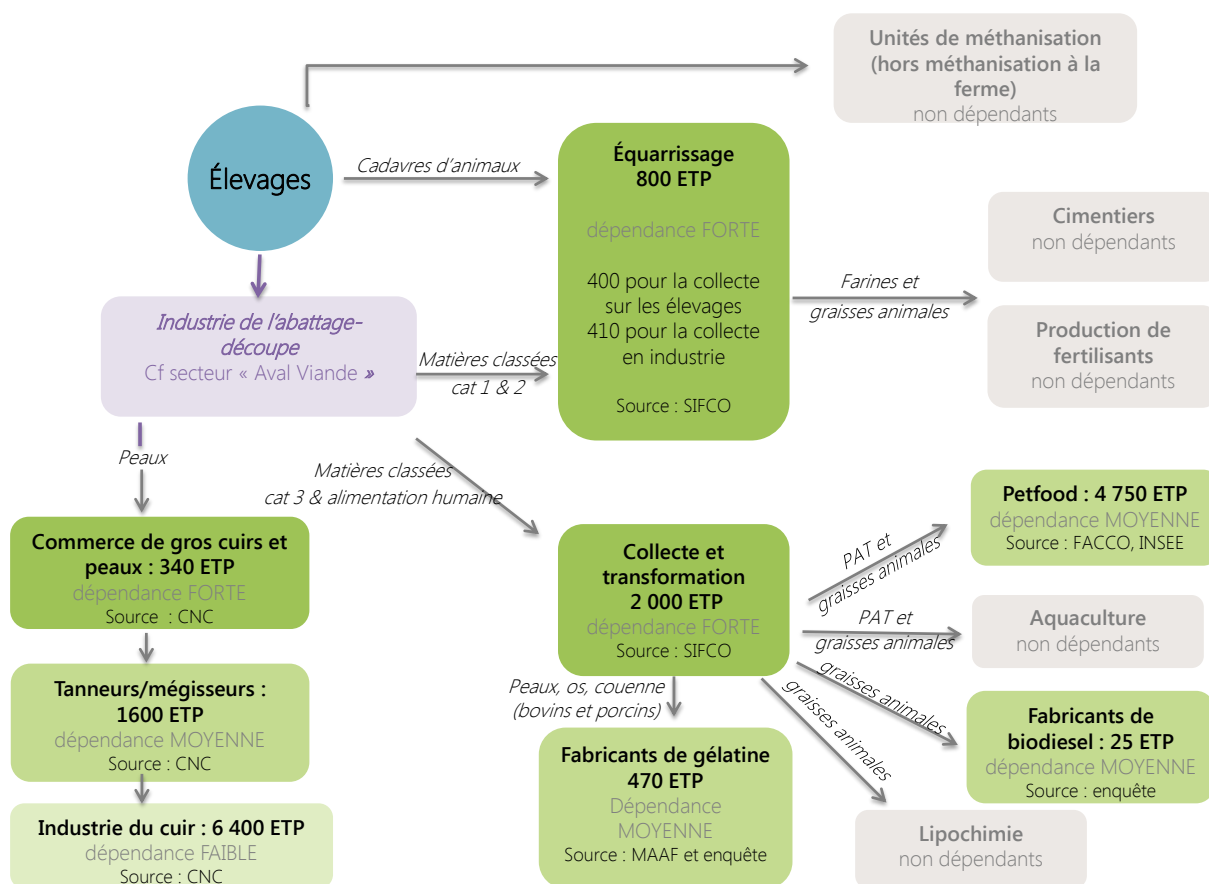 Unités de méthanisation
(hors méthanisation à la
ferme)
non dépendants
Élevages
Cadavres d'animaux
Équarrissage
800 ETP
dépendance FORTE
400 pour la collecte
sur les élevages
410 pour la collecte
en industrie
Source : SIFCO
Cimentiers
non dépendants
Farines et
graisses animales
Production de
fertilisants
non dépendants
Industrie de l'abattage-
découpe
Cf secteur « Aval Viande »
Matières classées
cat 1 & 2
Peaux
Matières classées
cat 3 & alimentation humaine
Commerce de gros cuirs et
peaux : 340 ETP
dépendance FORTE
Source : CNC
Tanneurs/mégisseurs :
1600 ETP
dépendance MOYENNE
Source : CNC
Industrie du cuir : 6 400 ETP
dépendance FAIBLE
Source : CNC
Collecte et
transformation
2 000 ETP
dépendance FORTE
Source : SIFCO
Peaux, os, couenne
(bovins et porcins)
Fabricants de gélatine
470 ETP
Dépendance
MOYENNE
Source : MAAF et enquête
PAT et
graisses animales
Petfood : 4 750 ETP
dépendance MOYENNE
Source : FACCO, INSEE
PAT et
graisses animales
Aquaculture
non dépendants
graisses animales
Fabricants de
biodiesel : 25 ETP
dépendance MOYENNE
Source : enquête
graisses animales
Lipochimie
non dépendants